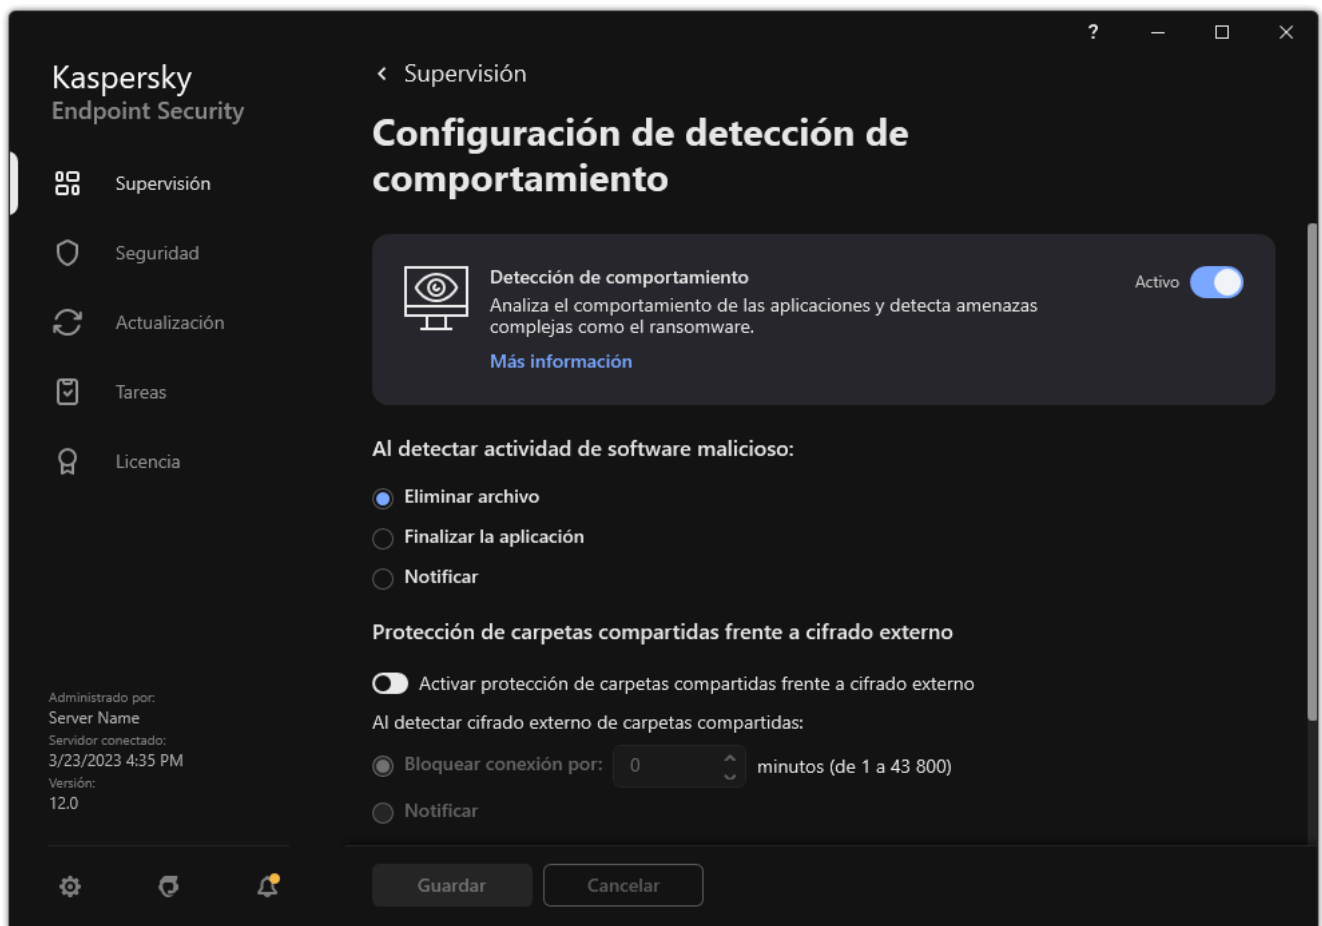 ?
Kaspersky
Endpoint Security
Supervisión
Seguridad
Actualización
Tareas
Licencia
Administrado por:
Server Name
Servidor conectado:
3/23/2023 4:35 PM
Versión:
12.0
Supervisión
Configuración de detección de
comportamiento
Detección de comportamiento
Activo
Analiza el comportamiento de las aplicaciones y detecta amenazas
complejas como el ransomware.
Más información
Al detectar actividad de software malicioso:
Eliminar archivo
Finalizar la aplicación
Notificar
Protección de carpetas compartidas frente a cifrado externo
Activar protección de carpetas compartidas frente a cifrado externo
Al detectar cifrado externo de carpetas compartidas:
Bloquear conexión por: 0 minutos (de 1 a 43 800)
Notificar
Guardar Cancelar